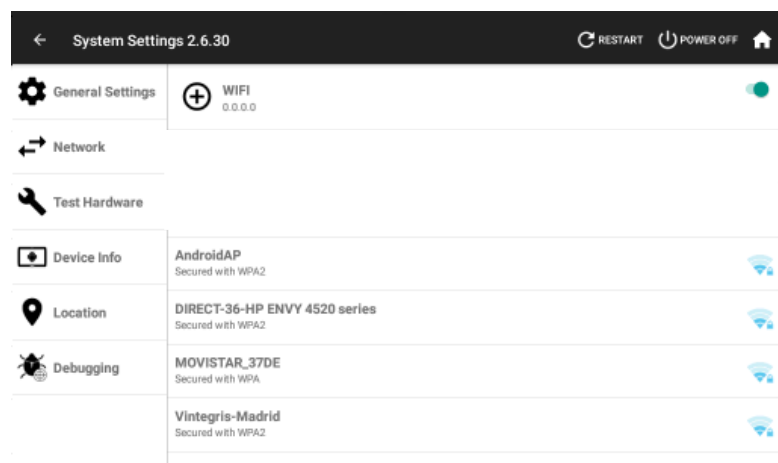 System Settings 2.6.30
RESTART
POWER OFF
General Settings
Network
Test Hardware
Device Info
Location
Debugging
WIFI
0.0.0.0
AndroidAP
Secured with WPA2
DIRECT-36-HP ENVY 4520 series
Secured with WPA2
MOVISTAR_37DE
Secured with WPA
Vintegris-Madrid
Secured with WPA2